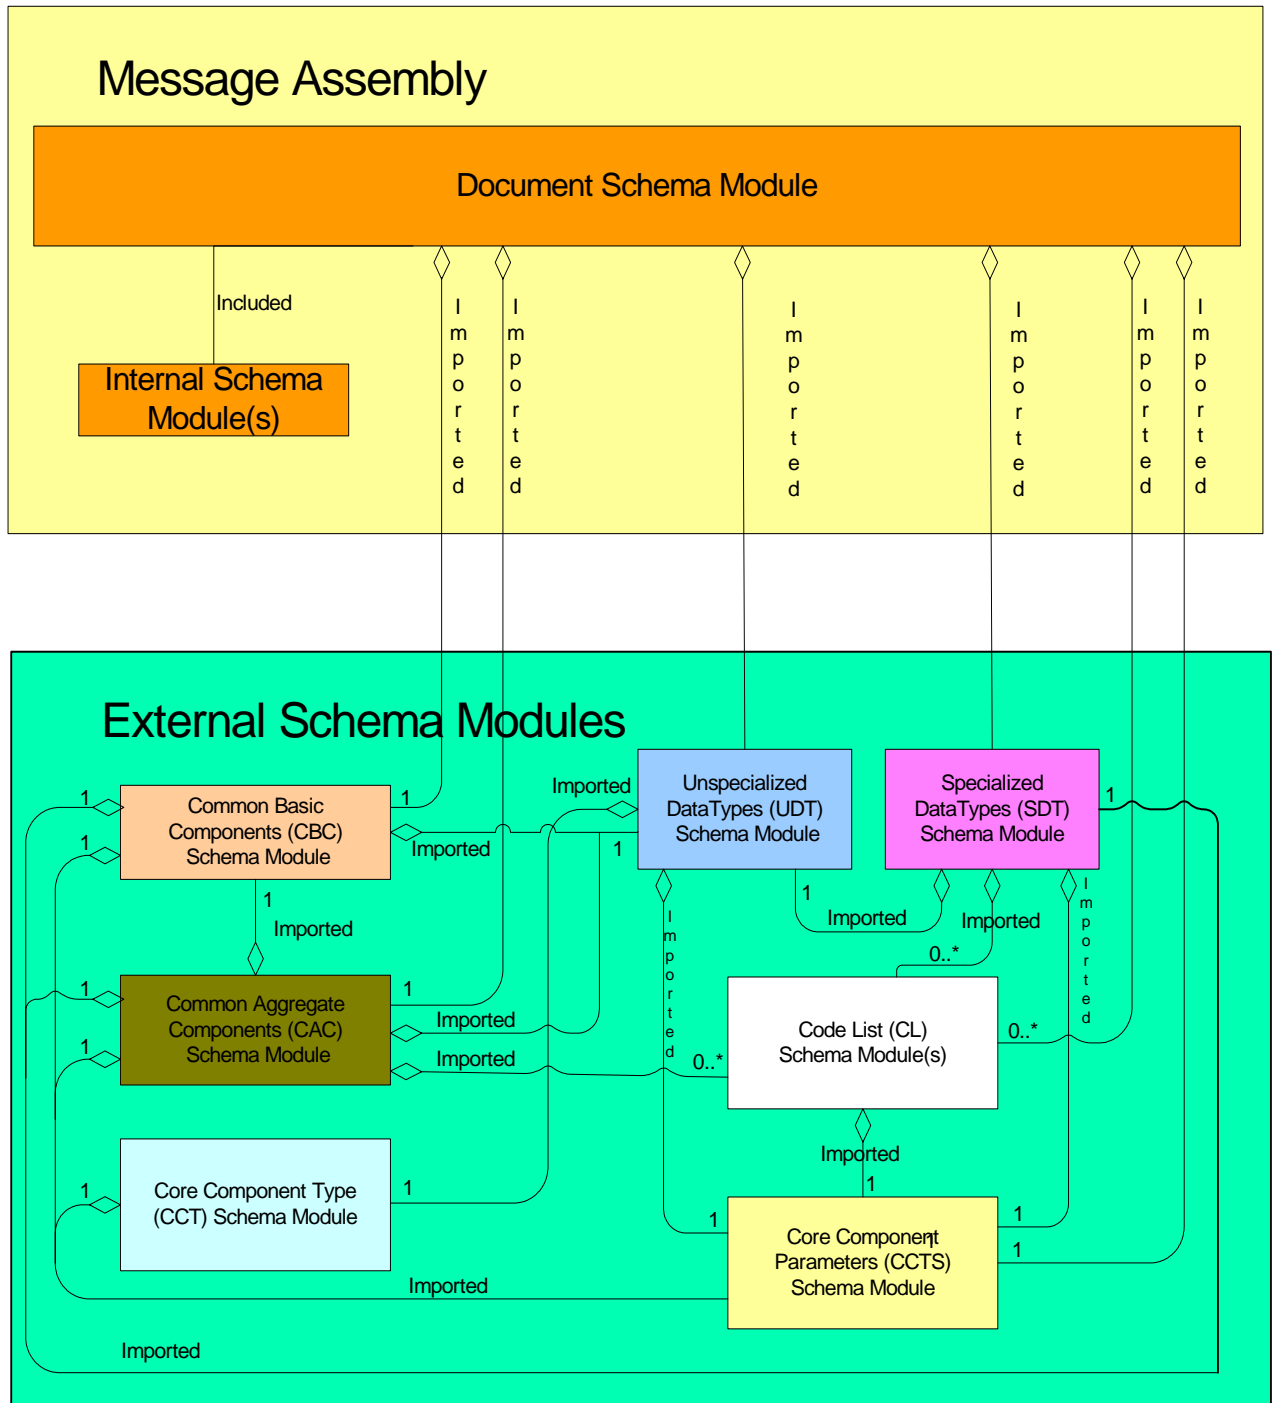 Message Assembly
Document Schema Module
Included
Imported
Imported
Imported
Imported
Imported
Imported
Internal Schema
Module(s)
External Schema Modules
1
Common Basic
Components (CBC)
Schema Module
1
Imported
1
Imported
Unspecialized
DataTypes (UDT)
Schema Module
Specialized
DataTypes (SDT)
Schema Module
1
1
1
Imported
1
Imported
Imported
Imported
Imported
0..*
1
Common Aggregate
Components (CAC)
Schema Module
1
Imported
1
Imported
0..*
Code List (CL)
Schema Module(s)
0..*
Imported
1
1
Core Component Type
(CCT) Schema Module
1
1
Core Component
Parameters (CCTS)
Schema Module
1
1
1
Imported
Imported